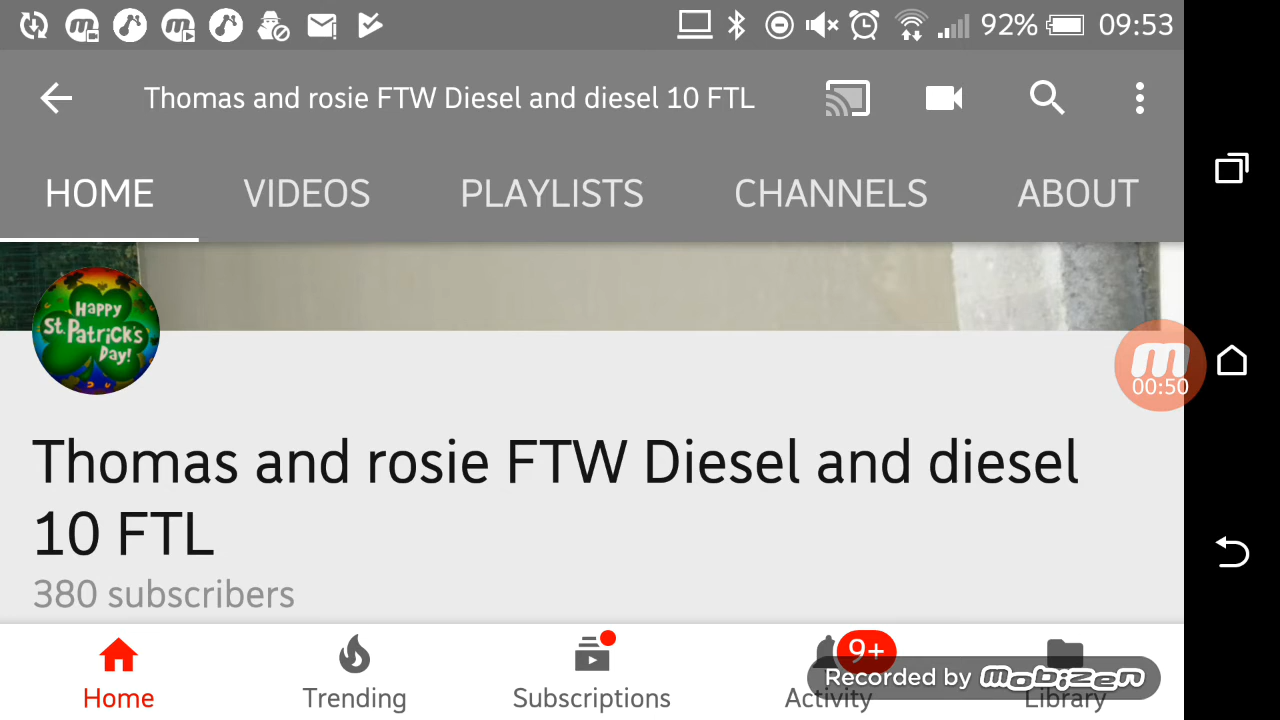 92% 09:53
Thomas and rosie FTW Diesel and diesel 10 FTL
HOME VIDEOS PLAYLISTS CHANNELS ABOUT
HAPPY
St. PATRICK'S
DAY!
00:50
Thomas and rosie FTW Diesel and diesel
10 FTL
380 subscribers
9+
Recorded by mobizen
Home Trending Subscriptions Activity Library